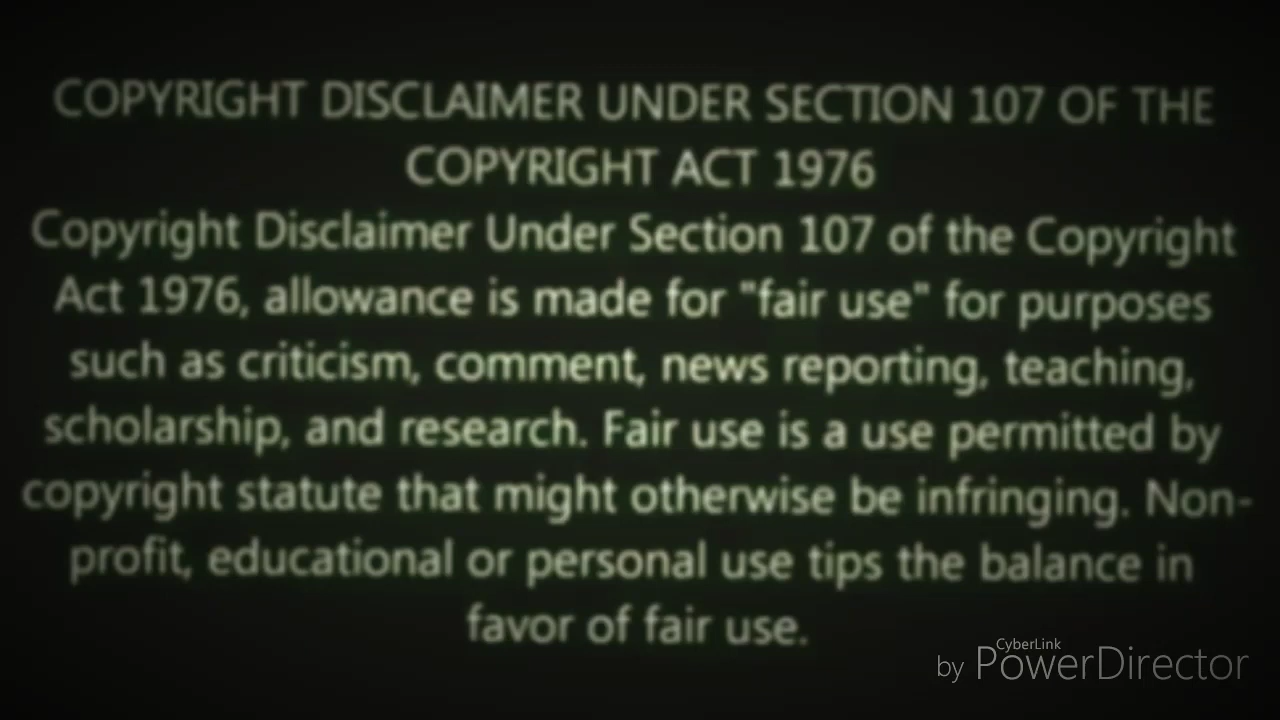 COPYRIGHT DISCLAIMER UNDER SECTION 107 OF THE
COPYRIGHT ACT 1976
Copyright Disclaimer Under Section 107 of the Copyright
Act 1976, allowance is made for "fair use" for purposes
such as criticism, comment, news reporting, teaching,
scholarship, and research. Fair use is a use permitted by
copyright statute that might otherwise be infringing. Non-
profit, educational or personal use tips the balance in
favor of fair use.
CyberLink
by PowerDirector